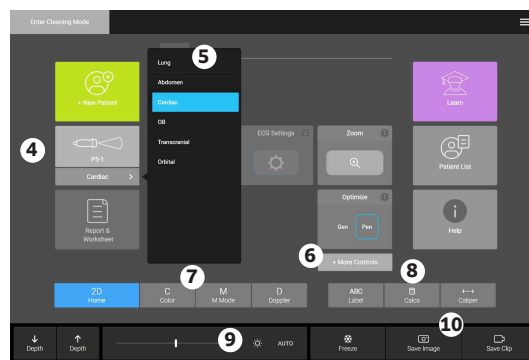 Enter Cleaning Mode
5
Lung
Abdomen
Cardiac
OB
Transcranial
Orbital
+ New Patient
Learn
4
P5-1
Cardiac >
ECG Settings
Zoom
Patient List
Optimize
Gen Pen
Report &
Worksheet
Help
6
+ More Controls
7
8
2D
Home
C
Color
M
M Mode
D
Doppler
ABC
Label
Calcs
Caliper
9
10
Depth
Depth
AUTO
Freeze
Save Image
Save Clip